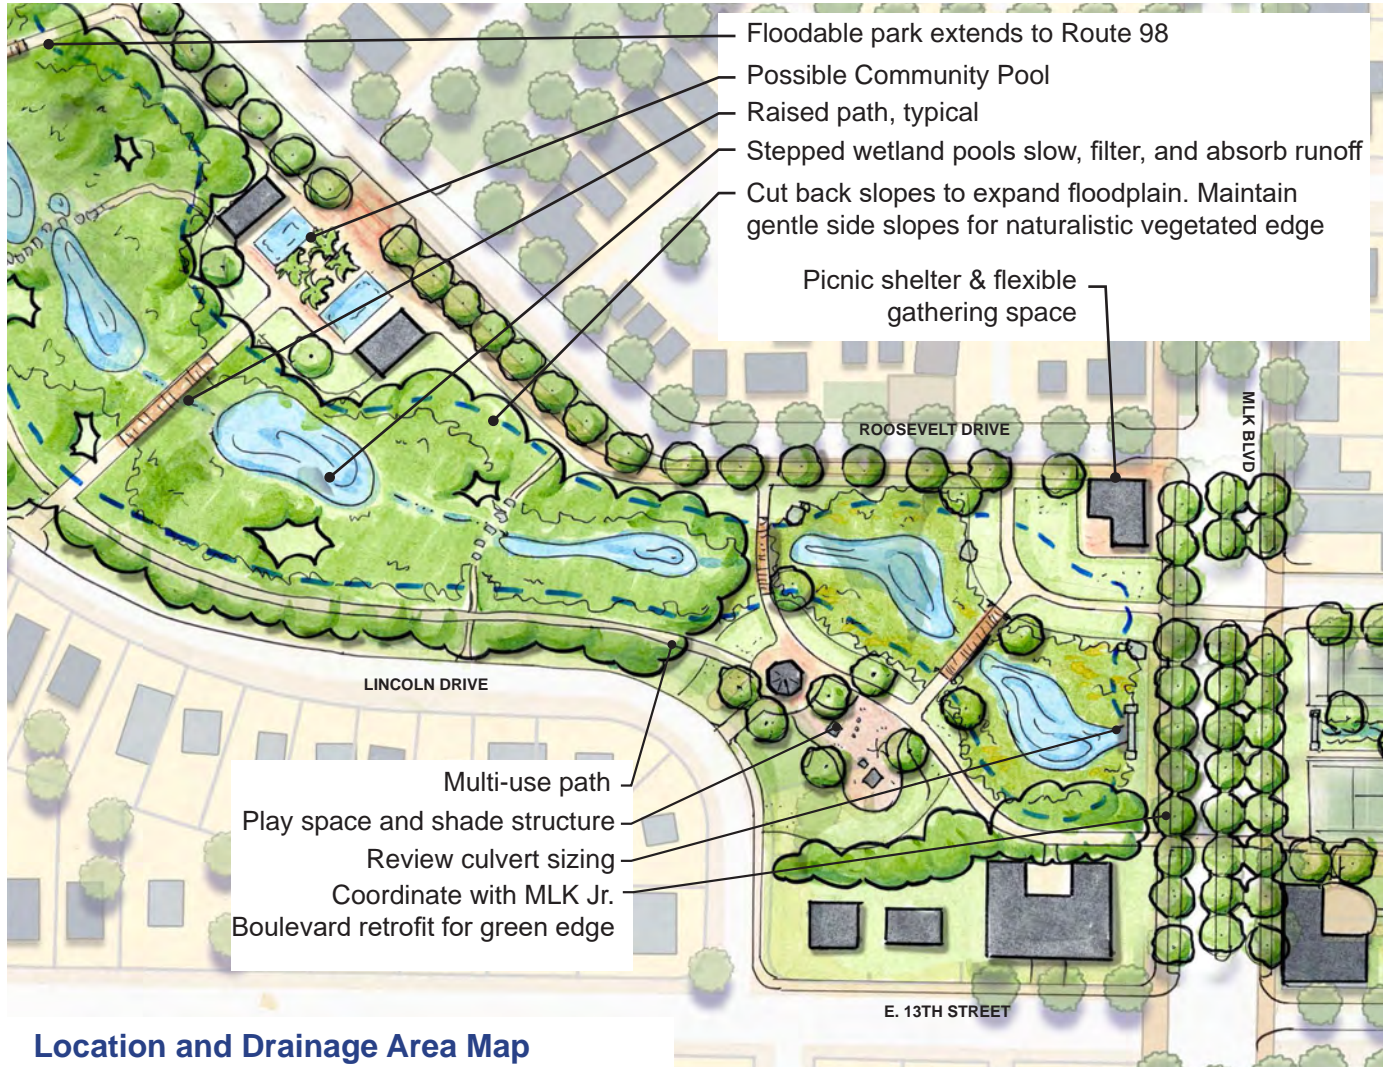 Floodable park extends to Route 98
Possible Community Pool
Raised path, typical
Stepped wetland pools slow, filter, and absorb runoff
Cut back slopes to expand floodplain. Maintain
gentle side slopes for naturalistic vegetated edge
Picnic shelter & flexible
gathering space
MLK BLVD
ROOSEVELT DRIVE
LINCOLN DRIVE
Multi-use path
Play space and shade structure
Review culvert sizing
Coordinate with MLK Jr.
Boulevard retrofit for green edge
E. 13TH STREET
Location and Drainage Area Map